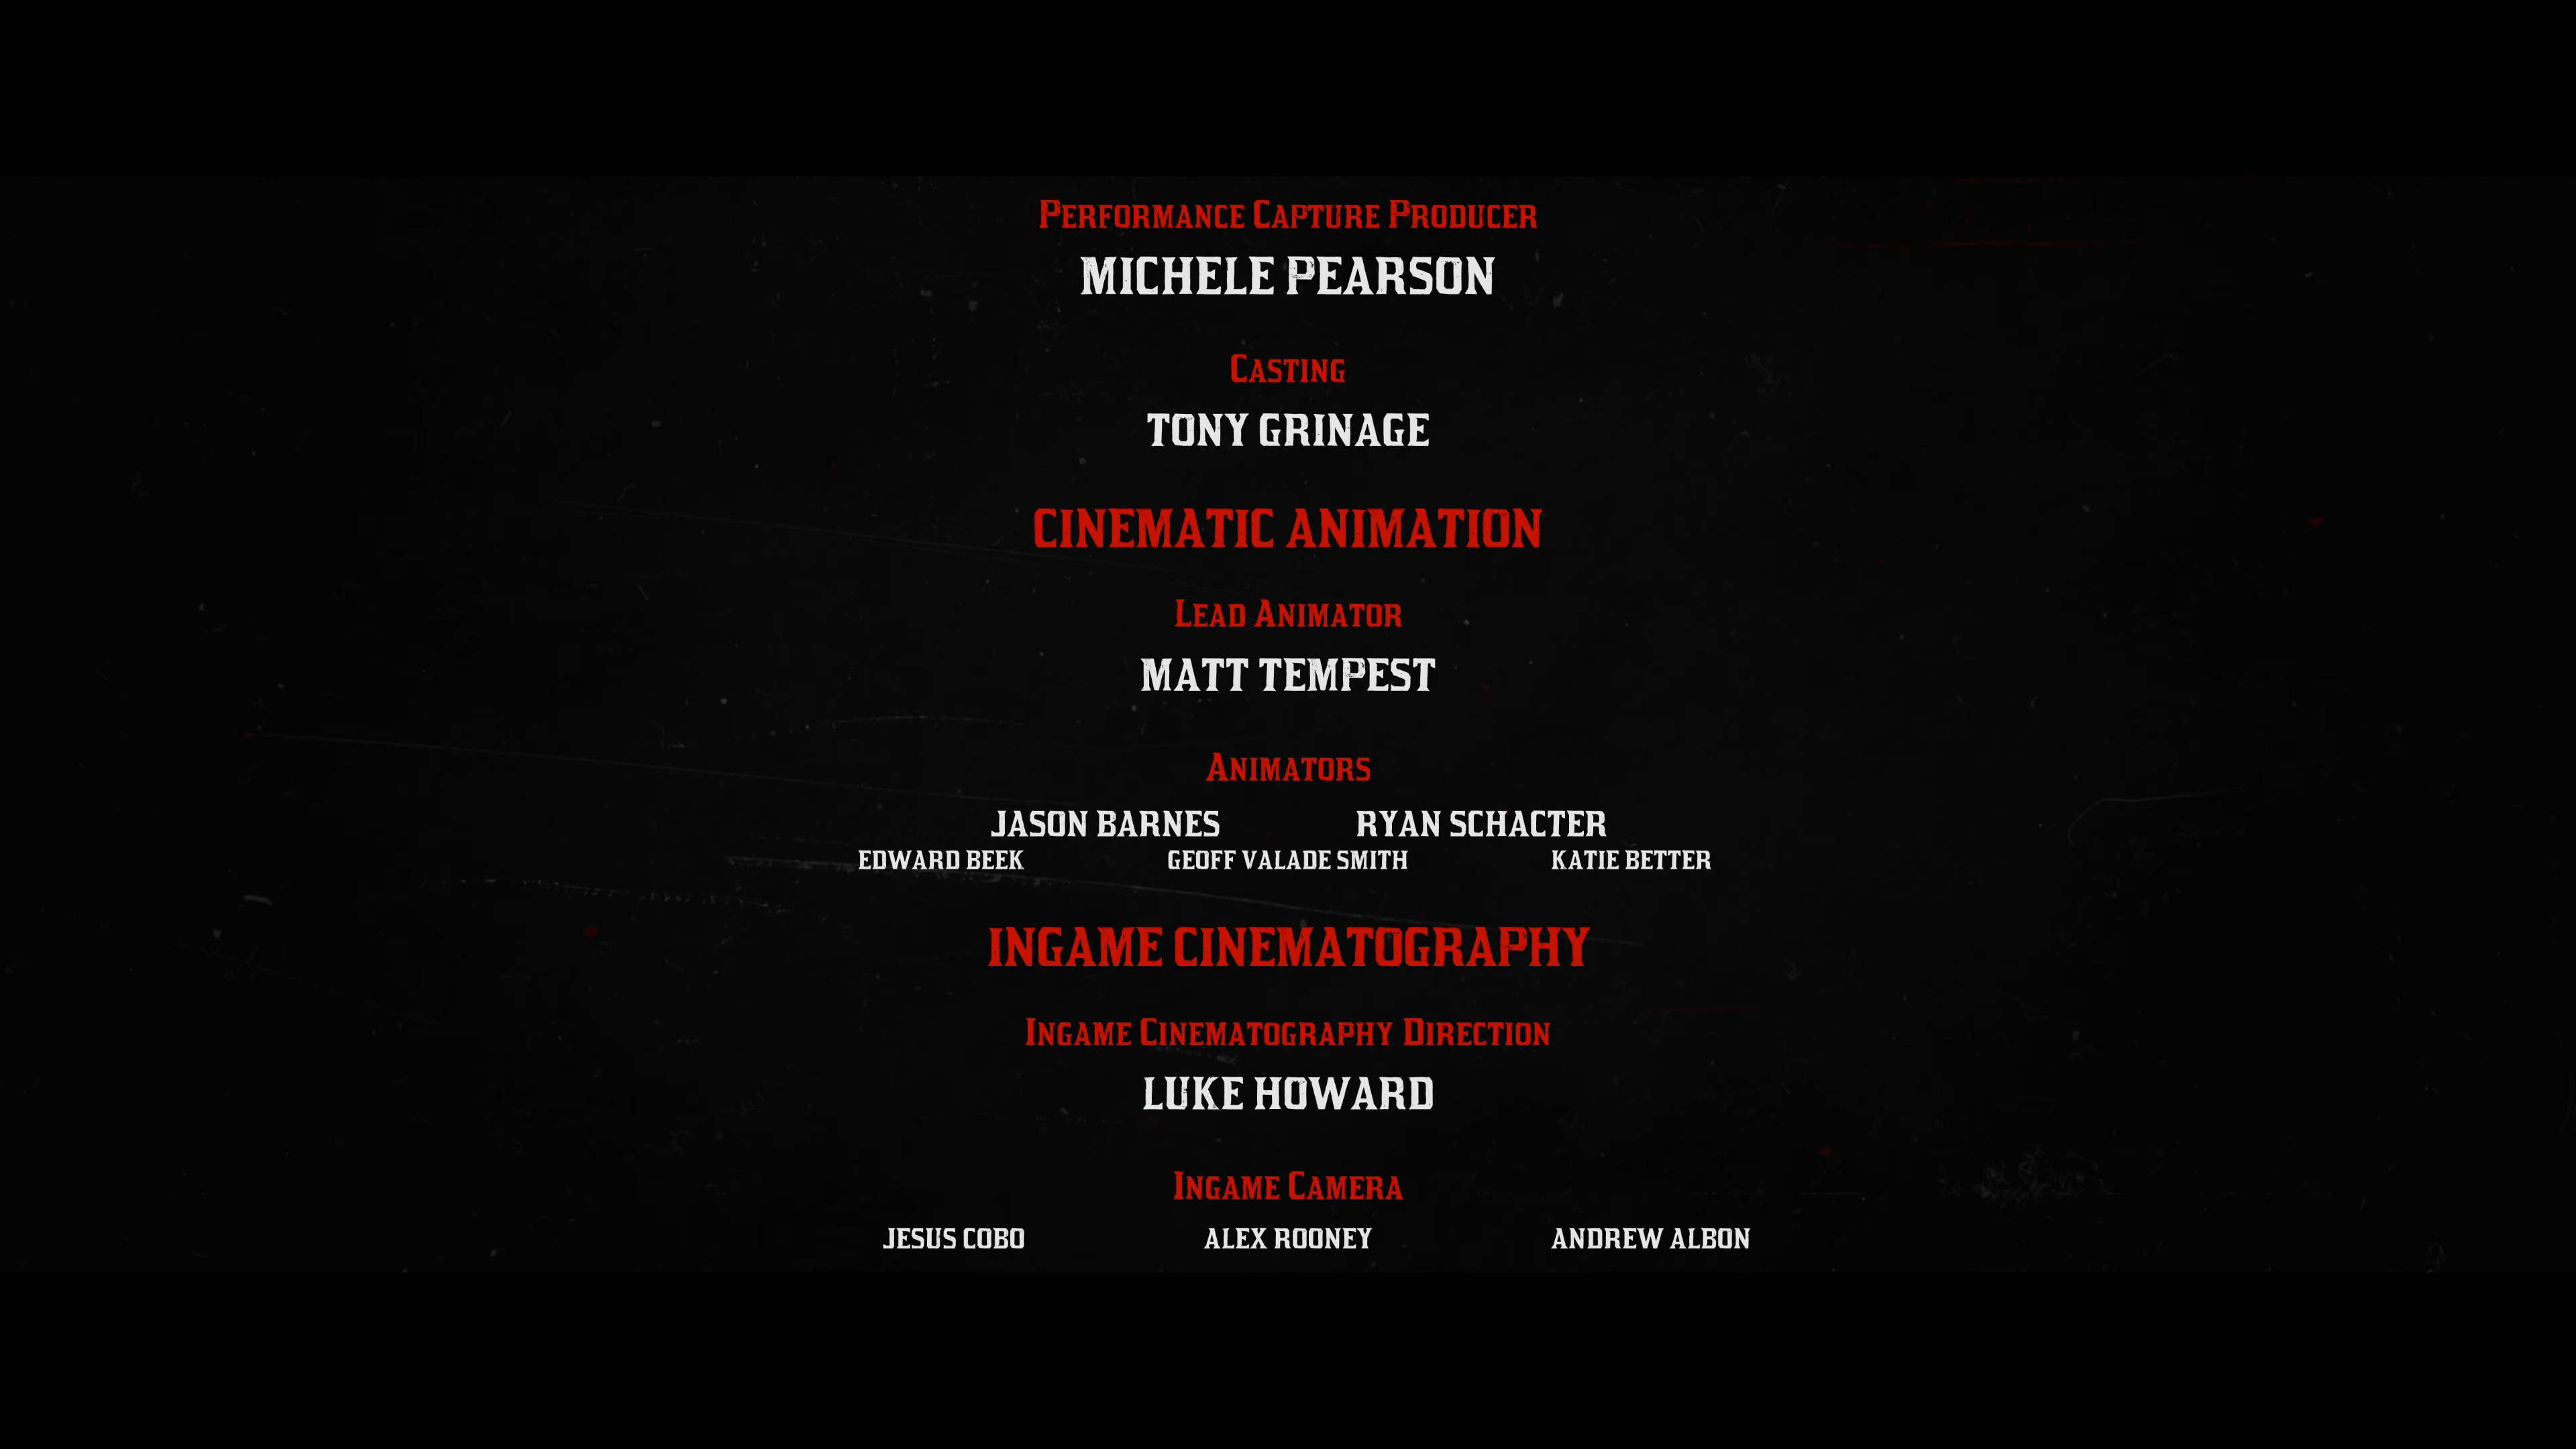 Performance Capture Producer
MICHELE PEARSON
Casting
TONY GRINAGE
CINEMATIC ANIMATION
Lead Animator
MATT TEMPEST
Animators
JASON BARNES RYAN SCHACTER
EDWARD BEEK GEOFF VALADE SMITH KATIE BETTER
INGAME CINEMATOGRAPHY
Ingame Cinematography Direction
LUKE HOWARD
Ingame Camera
JESUS COBO ALEX ROONEY ANDREW ALBON